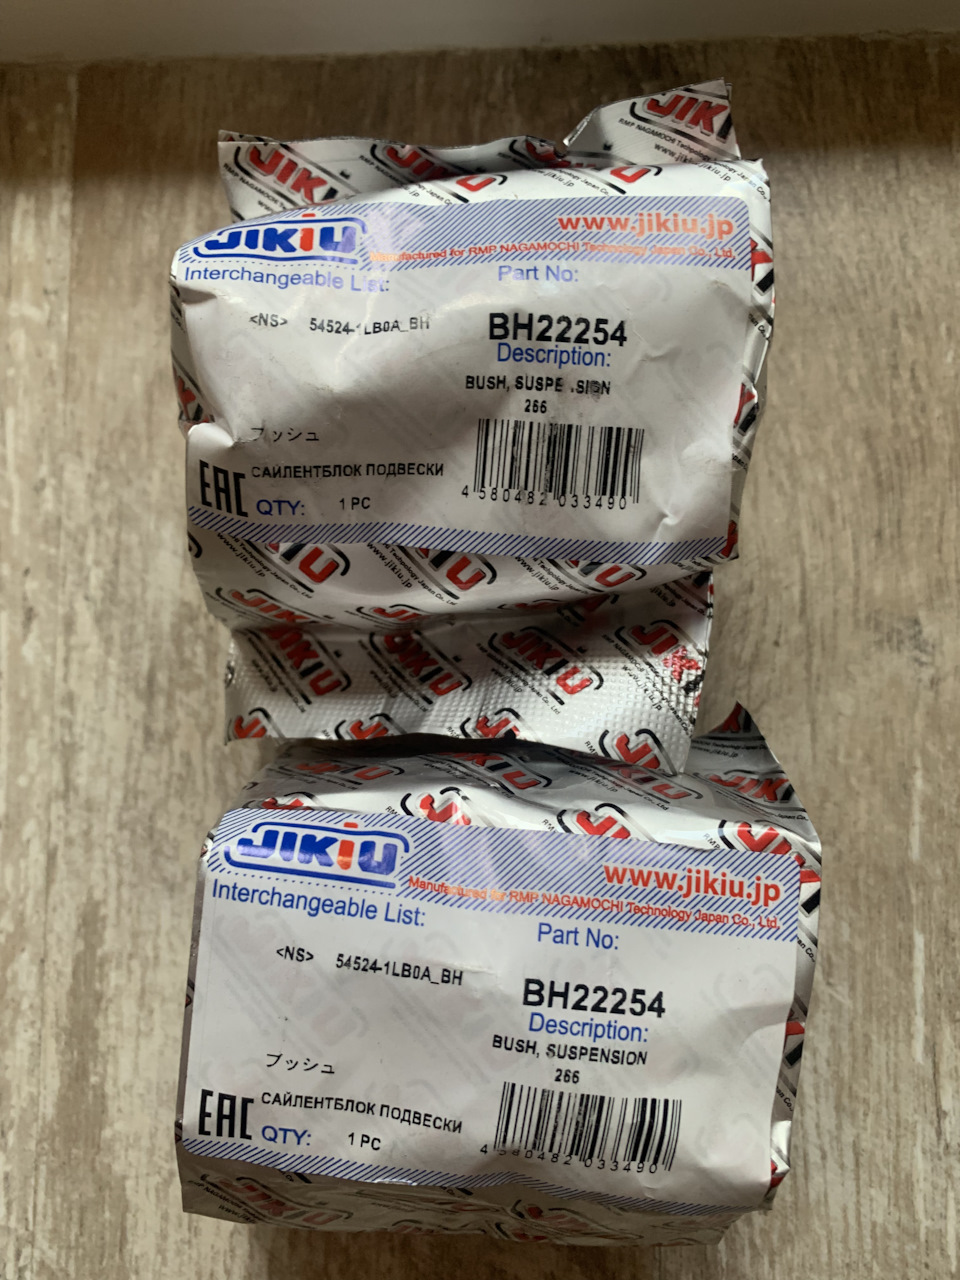 JIKIU
www.jikiu.jp
Manufactured for RMP NAGAMOCHI Technology Japan Co., Ltd.
Interchangeable List:
Part No:
<NS> 54524-1LB0A_BH
BH22254
Description:
BUSH, SUSPE .SION
266
ブッシュ
EAC
САЙЛЕНТБЛОК ПОДВЕСКИ
QTY: 1 PC
4 580482 033490
JIKIU
www.jikiu.jp
Manufactured for RMP NAGAMOCHI Technology Japan Co., Ltd.
Interchangeable List:
Part No:
<NS> 54524-1LB0A_BH
BH22254
Description:
BUSH, SUSPENSION
266
ブッシュ
EAC
САЙЛЕНТБЛОК ПОДВЕСКИ
QTY: 1 PC
4 580482 033490